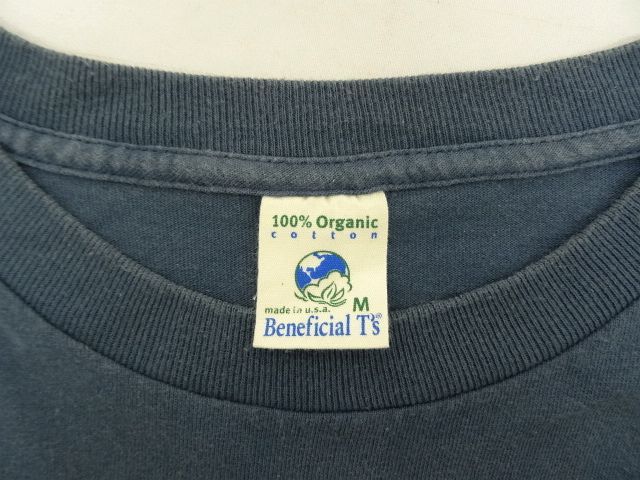 100% Organic
cotton
M
made in u.s.a.
Beneficial T's®